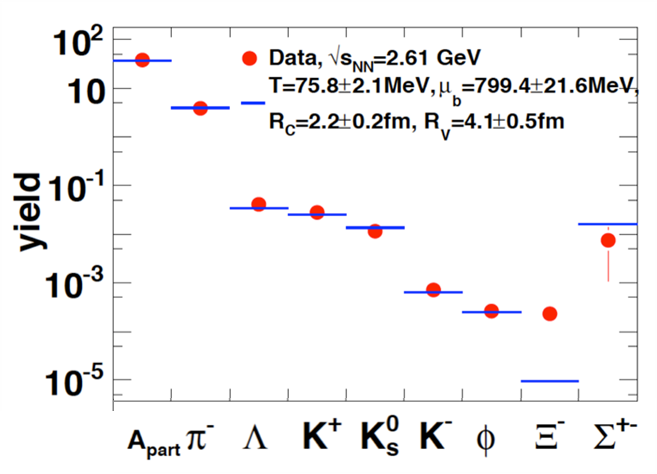 10²
10
10⁻¹
10⁻³
10⁻⁵
yield
Data, √s_NN=2.61 GeV
T=75.8±2.1MeV, μ_b=799.4±21.6MeV,
R_C=2.2±0.2fm, R_V=4.1±0.5fm
A_part π⁻ Λ K⁺ K⁰_s K⁻ ϕ Ξ⁻ Σ⁺⁻